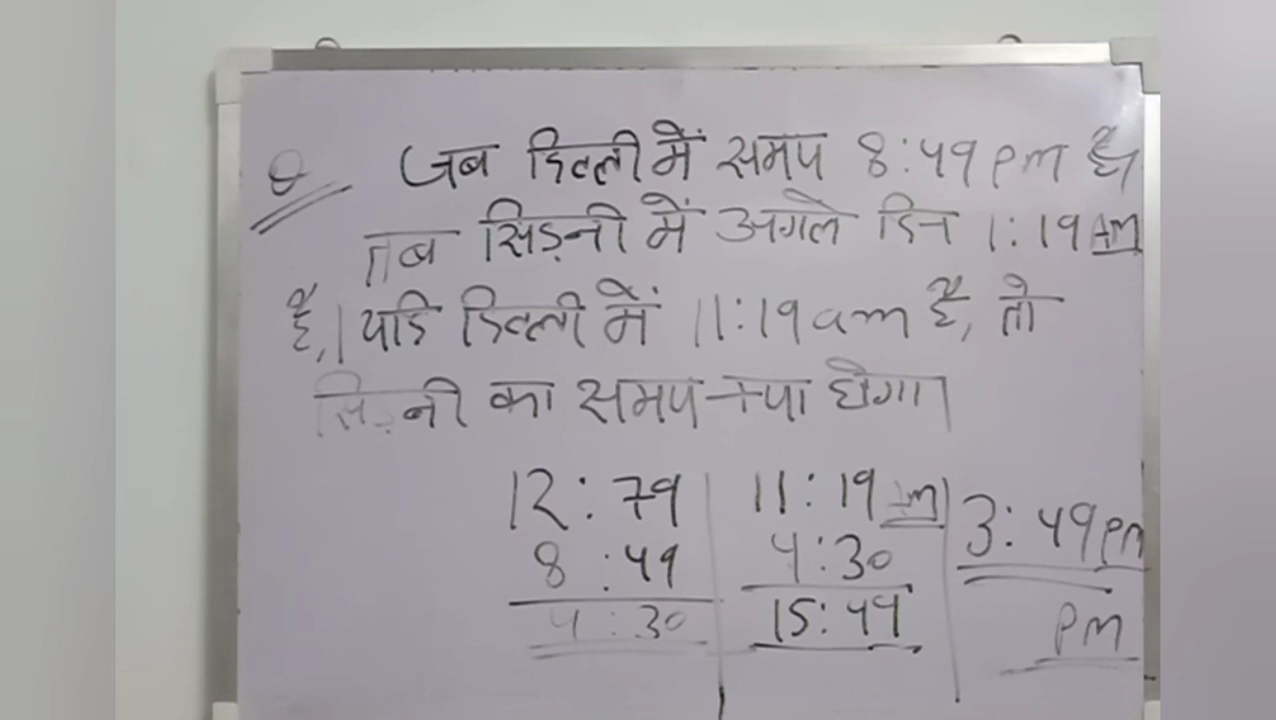 Q जब दिल्ली में समय 8:49 pm है
तब सिडनी में अगले दिन 1:19 AM
है, । यदि दिल्ली में 11:19 am है, तो
सिडनी का समय क्या होगा ।
12:79
8:49
4:30
11:19 Am
4:30
15:49
3:49 pm
pm